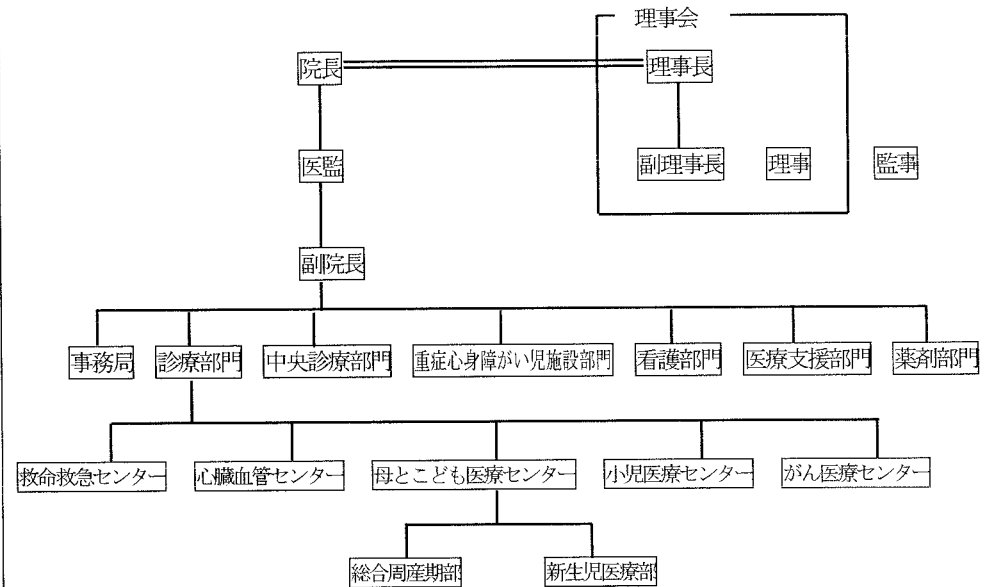 理事会
院長
理事長
医監
副理事長
理事
監事
副院長
事務局
診療部門
中央診療部門
重症心身障がい児施設部門
看護部門
医療支援部門
薬剤部門
救命救急センター
心臓血管センター
母とこども医療センター
小児医療センター
がん医療センター
総合周産期部
新生児医療部